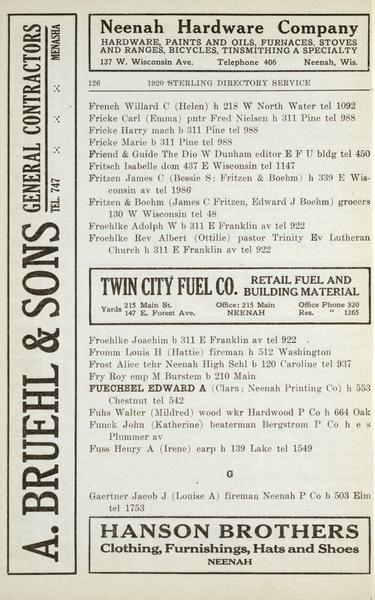 Neenah Hardware Company
HARDWARE, PAINTS AND OILS, FURNACES, STOVES
AND RANGES, BICYCLES, TINSMITHING A SPECIALTY
137 W. Wisconsin Ave. Telephone 406 Neenah, Wis.
A. BRUEHL & SONS GENERAL CONTRACTORS
TEL. 747 MENASHA
126 1920 STERLING DIRECTORY SERVICE
French Willard C (Helen) h 218 W North Water tel 1092
Frieke Carl (Emma) pntr Fred Nielsen h 311 Pine tel 988
Frieke Harry mach b 311 Pine tel 988
Frieke Marie b 311 Pine tel 988
Friend & Guide The Dio W Dunham editor E F U bldg tel 450
Fritsch Isabelle dom 437 E Wisconsin tel 1147
Fritzen James C (Bessie S; Fritzen & Boehm) h 339 E Wis-
consin av tel 1986
Fritzen & Boehm (James C Fritzen, Edward J Boehm) grocers
130 W Wisconsin tel 48
Froehlke Adolph W b 311 E Franklin av tel 922
Froehlke Rev Albert (Ottilie) pastor Trinity Ev Lutheran
Church h 311 E Franklin av tel 922
TWIN CITY FUEL CO. RETAIL FUEL AND
BUILDING MATERIAL
Yards 215 Main St. Office: 215 Main Office Phone 320
147 E. Forest Ave. NEENAH Res. " 1265
Froehlke Joachim b 311 E Franklin av tel 922
Fromm Louis H (Hattie) fireman h 512 Washington
Frost Alice tchr Neenah High Schl b 120 Caroline tel 937
Fry Roy emp M Burstem b 210 Main
FUECHSEL EDWARD A (Clara; Neenah Printing Co) h 553
Chestnut tel 542
Fuhs Walter (Mildred) wood wkr Hardwood P Co h 664 Oak
Funck John (Katherine) beaterman Bergstrom P Co h e s
Plummer av
Fuss Henry A (Irene) carp h 139 Lake tel 1549
G
Gaertner Jacob J (Louise A) fireman Neenah P Co b 503 Elm
tel 1753
HANSON BROTHERS
Clothing, Furnishings, Hats and Shoes
NEENAH